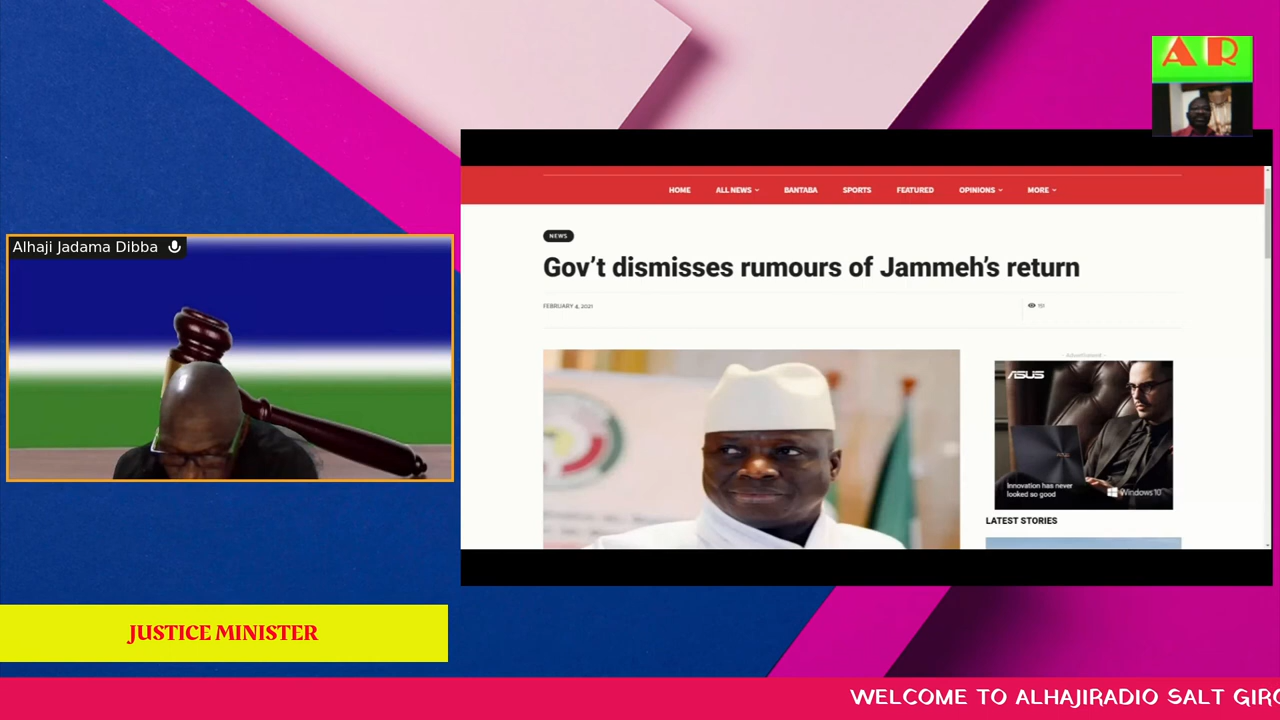 A R
HOME ALL NEWS BANTABA SPORTS FEATURED OPINIONS MORE
NEWS
Gov't dismisses rumours of Jammeh's return
FEBRUARY 4, 2021
151
- Advertisement -
ASUS
Innovation has never
looked so good
Windows 10
LATEST STORIES
Alhaji Jadama Dibba
JUSTICE MINISTER
WELCOME TO ALHAJIRADIO SALT GIRO